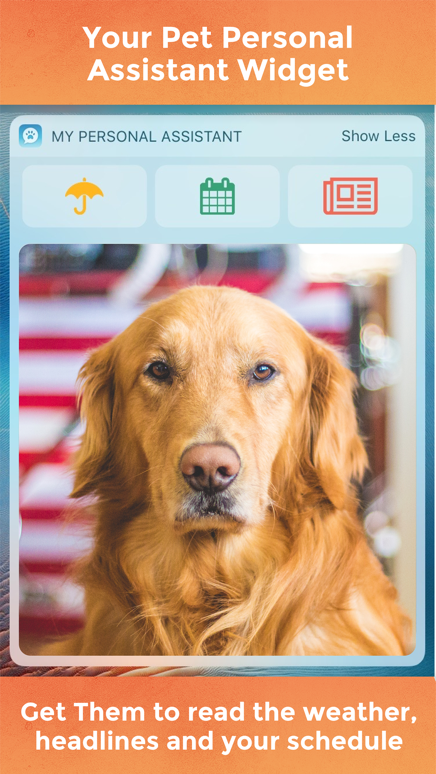 Your Pet Personal
Assistant Widget
MY PERSONAL ASSISTANT
Show Less
Get Them to read the weather,
headlines and your schedule